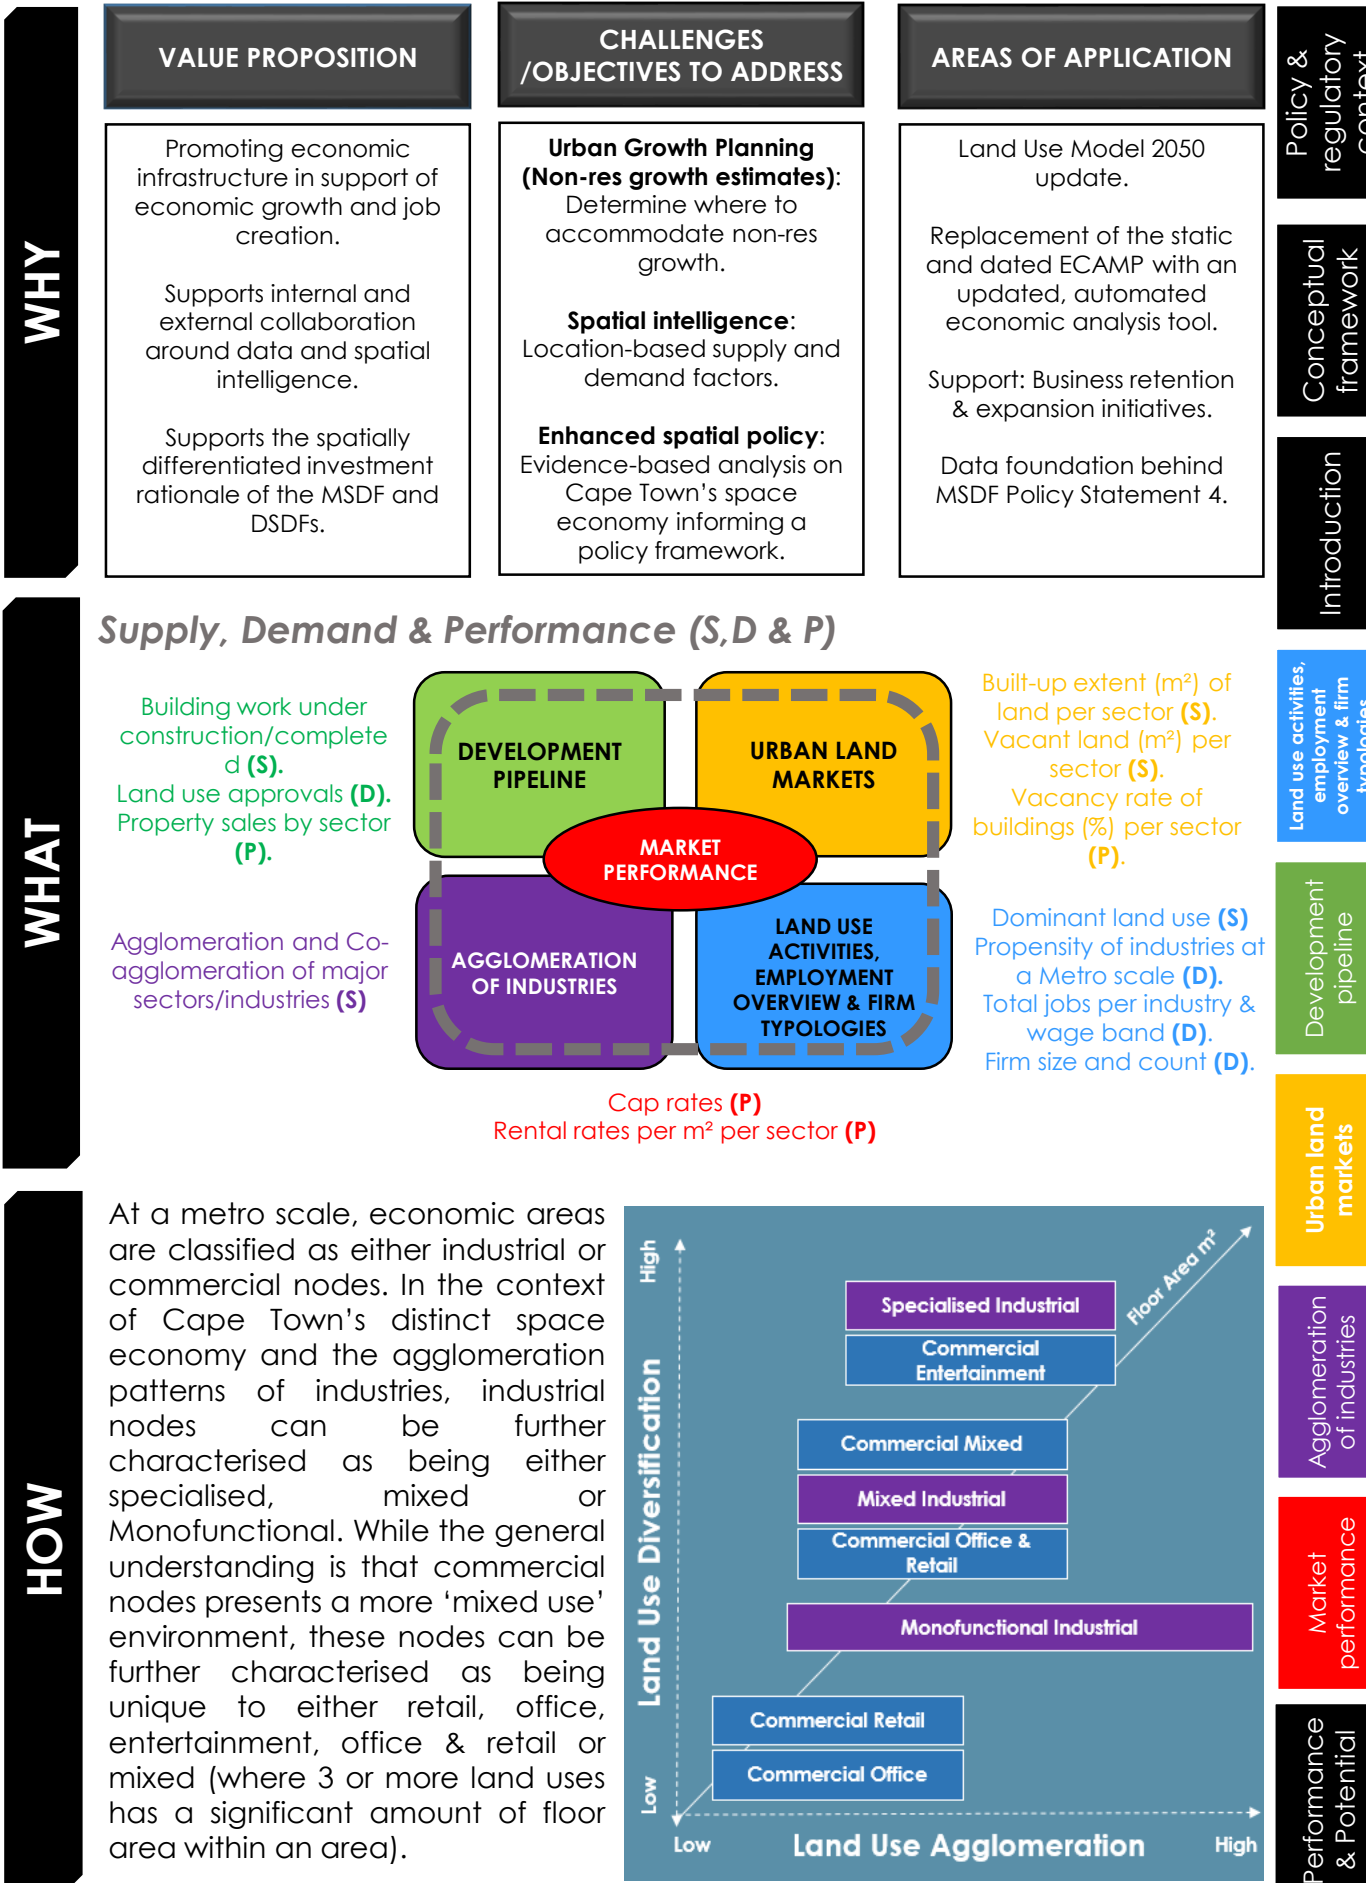 WHY
VALUE PROPOSITION
Promoting economic
infrastructure in support of
economic growth and job
creation.
Supports internal and
external collaboration
around data and spatial
intelligence.
Supports the spatially
differentiated investment
rationale of the MSDF and
DSDFs.
CHALLENGES
/OBJECTIVES TO ADDRESS
Urban Growth Planning
(Non-res growth estimates):
Determine where to
accommodate non-res
growth.
Spatial intelligence:
Location-based supply and
demand factors.
Enhanced spatial policy:
Evidence-based analysis on
Cape Town's space
economy informing a
policy framework.
AREAS OF APPLICATION
Land Use Model 2050
update.
Replacement of the static
and dated ECAMP with an
updated, automated
economic analysis tool.
Support: Business retention
& expansion initiatives.
Data foundation behind
MSDF Policy Statement 4.
WHAT
Supply, Demand & Performance (S,D & P)
Building work under
construction/complete
d (S).
Land use approvals (D).
Property sales by sector
(P).
Agglomeration and Co-
agglomeration of major
sectors/industries (S)
DEVELOPMENT
PIPELINE
URBAN LAND
MARKETS
MARKET
PERFORMANCE
AGGLOMERATION
OF INDUSTRIES
LAND USE
ACTIVITIES,
EMPLOYMENT
OVERVIEW & FIRM
TYPOLOGIES
Built-up extent (m²) of
land per sector (S).
Vacant land (m²) per
sector (S).
Vacancy rate of
buildings (%) per sector
(P).
Dominant land use (S)
Propensity of industries at
a Metro scale (D).
Total jobs per industry &
wage band (D).
Firm size and count (D).
Cap rates (P)
Rental rates per m² per sector (P)
HOW
At a metro scale, economic areas
are classified as either industrial or
commercial nodes. In the context
of Cape Town's distinct space
economy and the agglomeration
patterns of industries, industrial
nodes can be further
characterised as being either
specialised, mixed or
Monofunctional. While the general
understanding is that commercial
nodes presents a more 'mixed use'
environment, these nodes can be
further characterised as being
unique to either retail, office,
entertainment, office & retail or
mixed (where 3 or more land uses
has a significant amount of floor
area within an area).
High
Land Use Diversification
Low
Floor Area m²
Specialised Industrial
Commercial
Entertainment
Commercial Mixed
Mixed Industrial
Commercial Office &
Retail
Monofunctional Industrial
Commercial Retail
Commercial Office
Low
Land Use Agglomeration
High
Policy &
regulatory
context
Conceptual
framework
Introduction
Land use activities,
employment
overview & firm
typologies
Development
pipeline
Urban land
markets
Agglomeration
of industries
Market
performance
Performance
& Potential